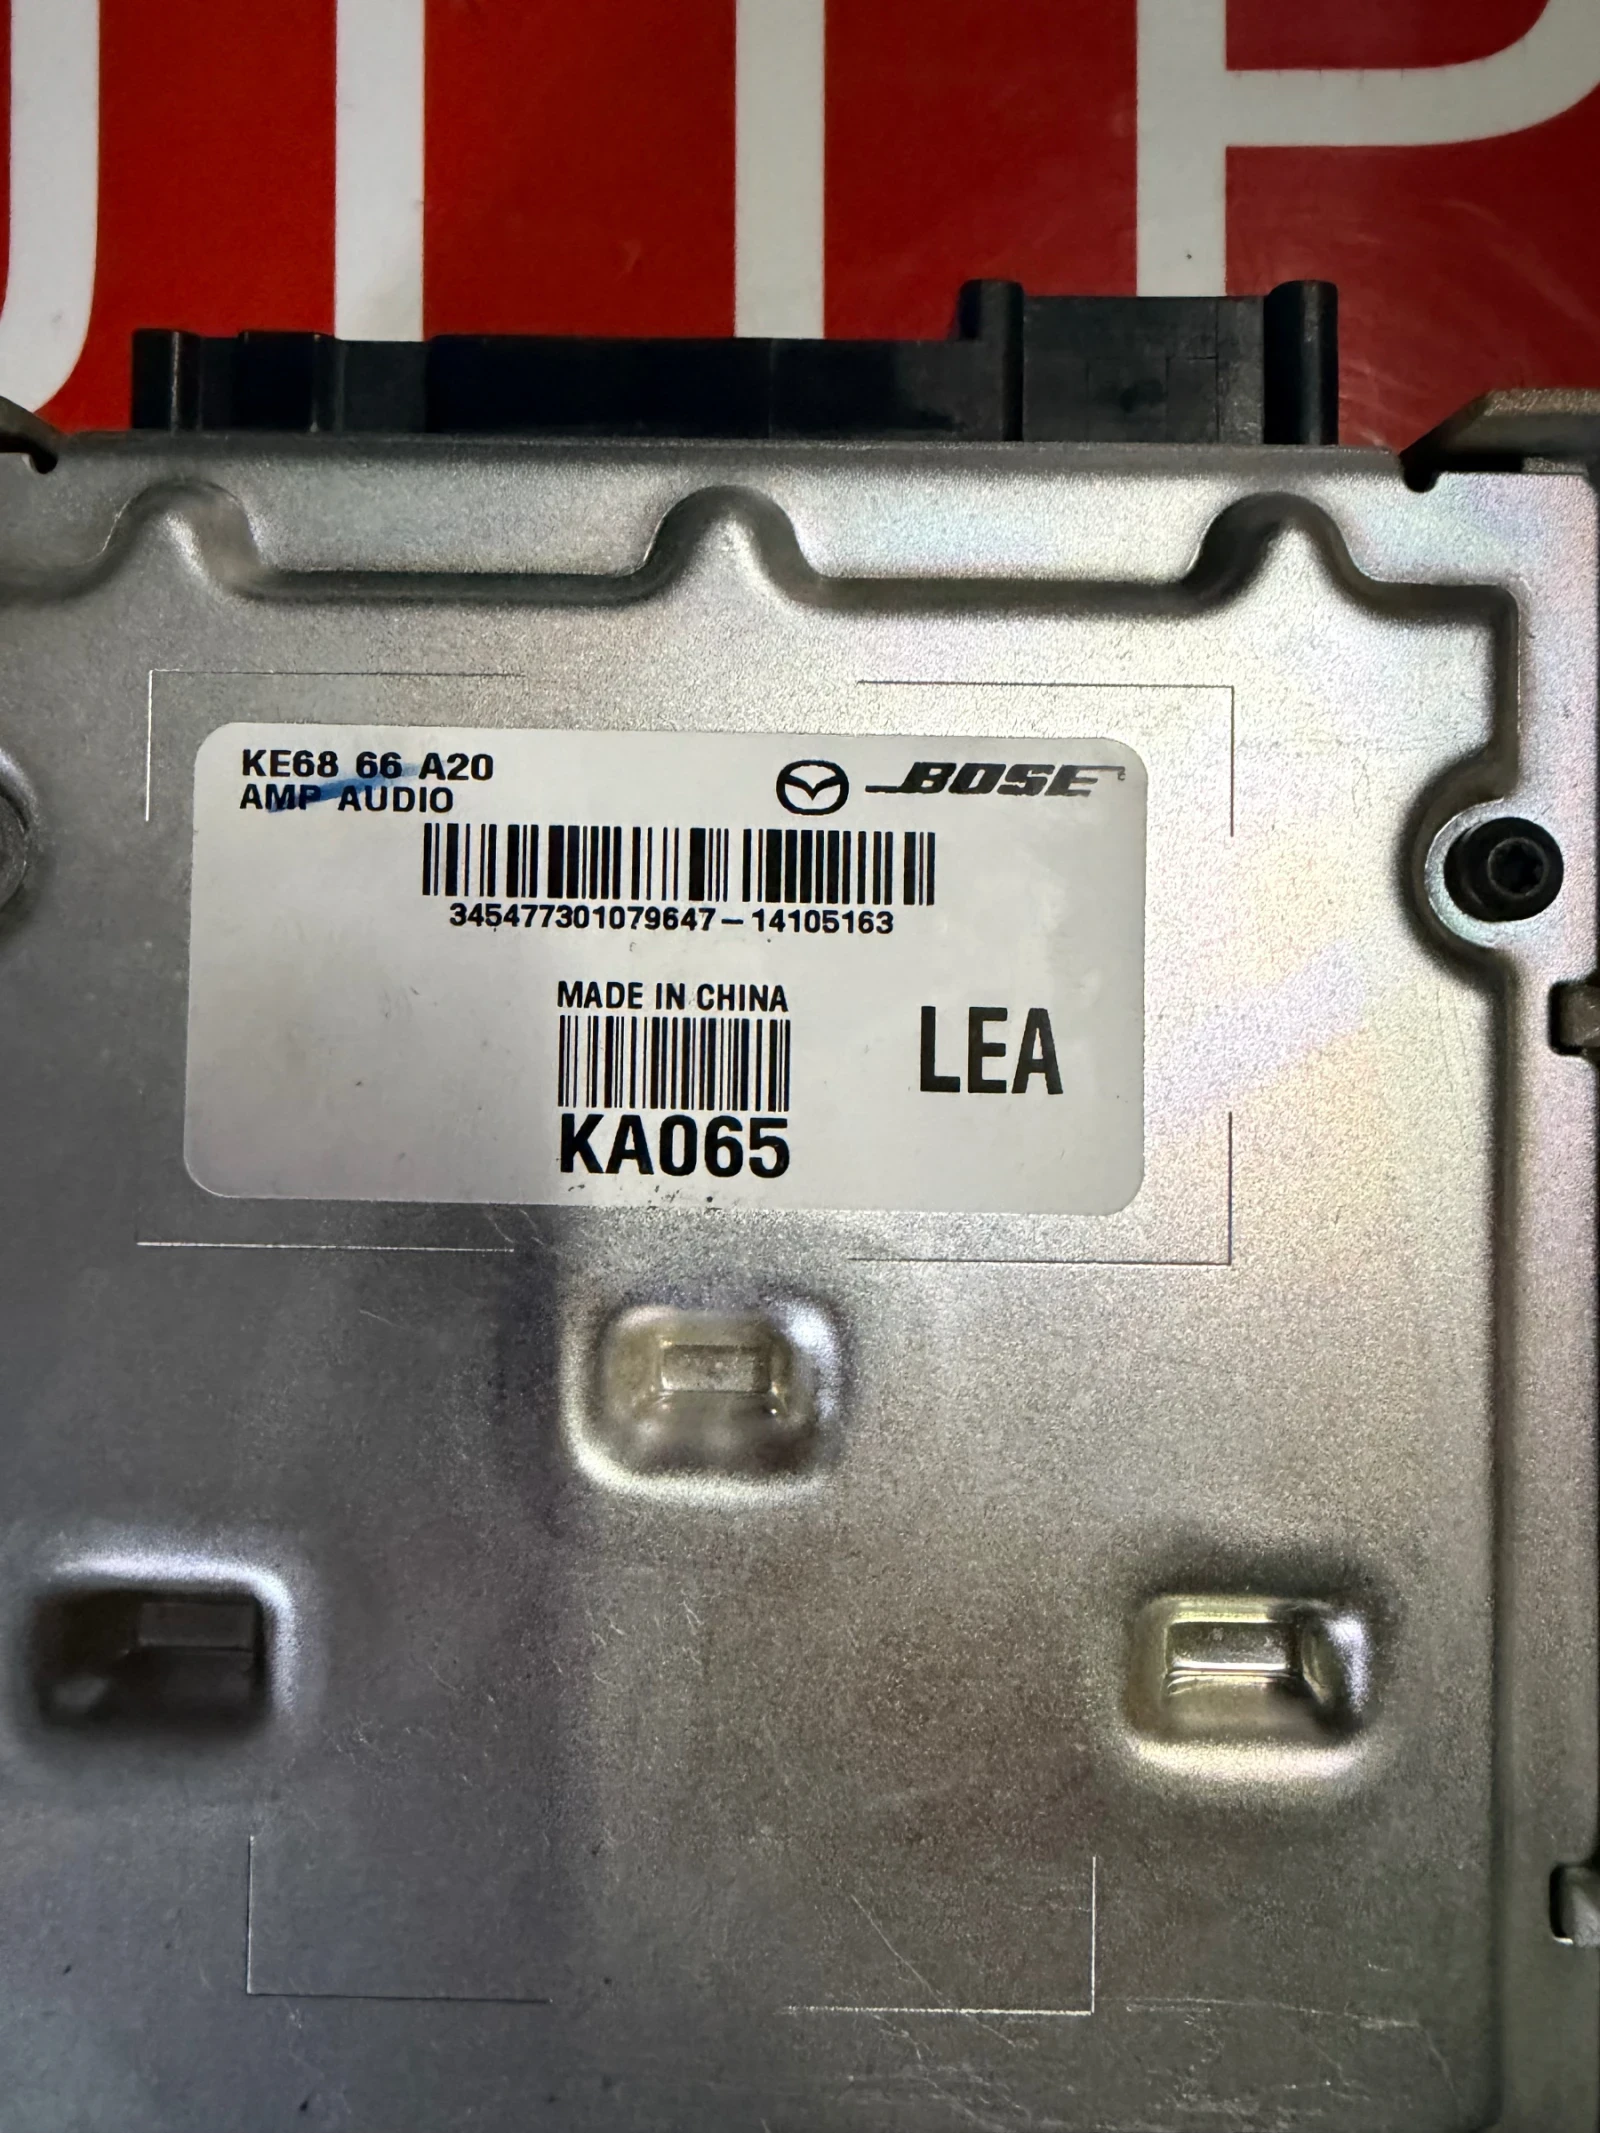 KE68 66 A20
AMP AUDIO
BOSE
345477301079647-14105163
MADE IN CHINA
LEA
KA065